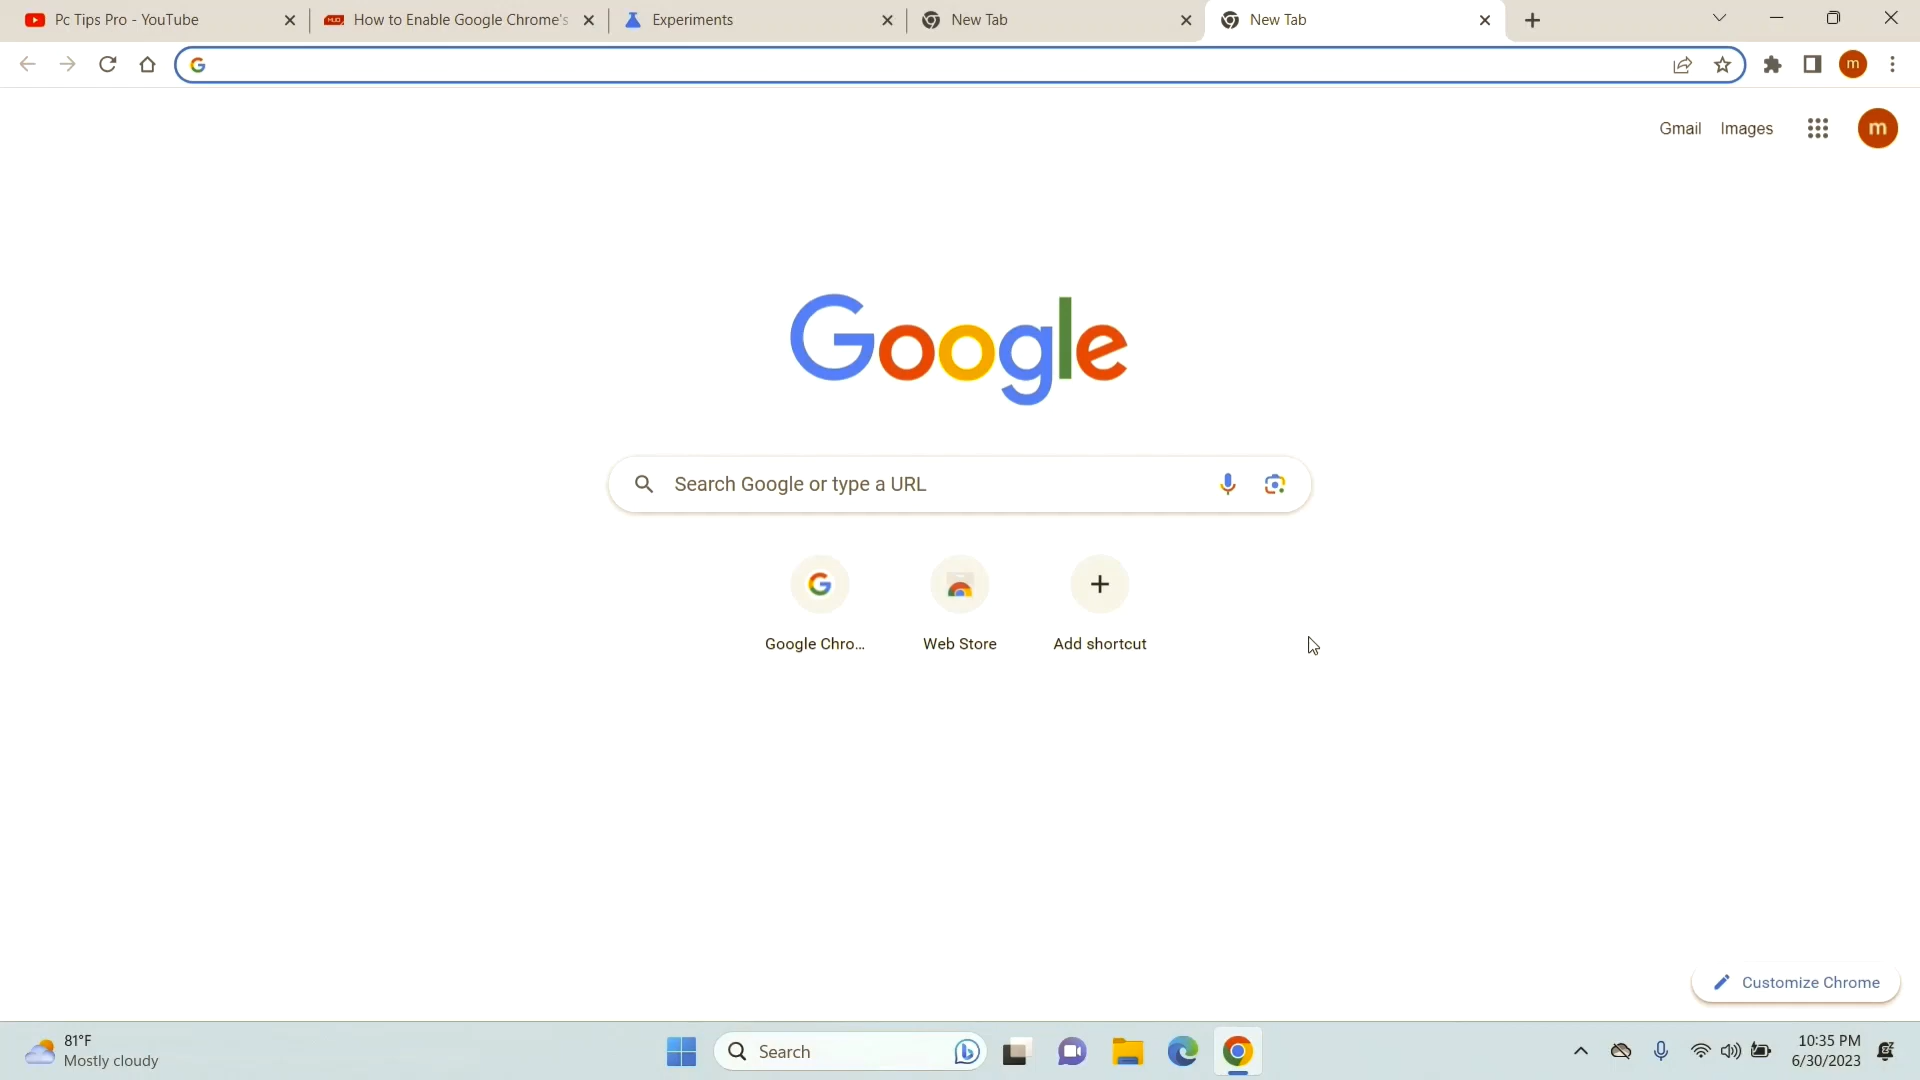 Pc Tips Pro - YouTube
How to Enable Google Chrome's
Experiments
New Tab
New Tab
m
Gmail
Images
m
Google
Search Google or type a URL
Google Chro...
Web Store
Add shortcut
Customize Chrome
81°F
Mostly cloudy
Search
10:35 PM
6/30/2023